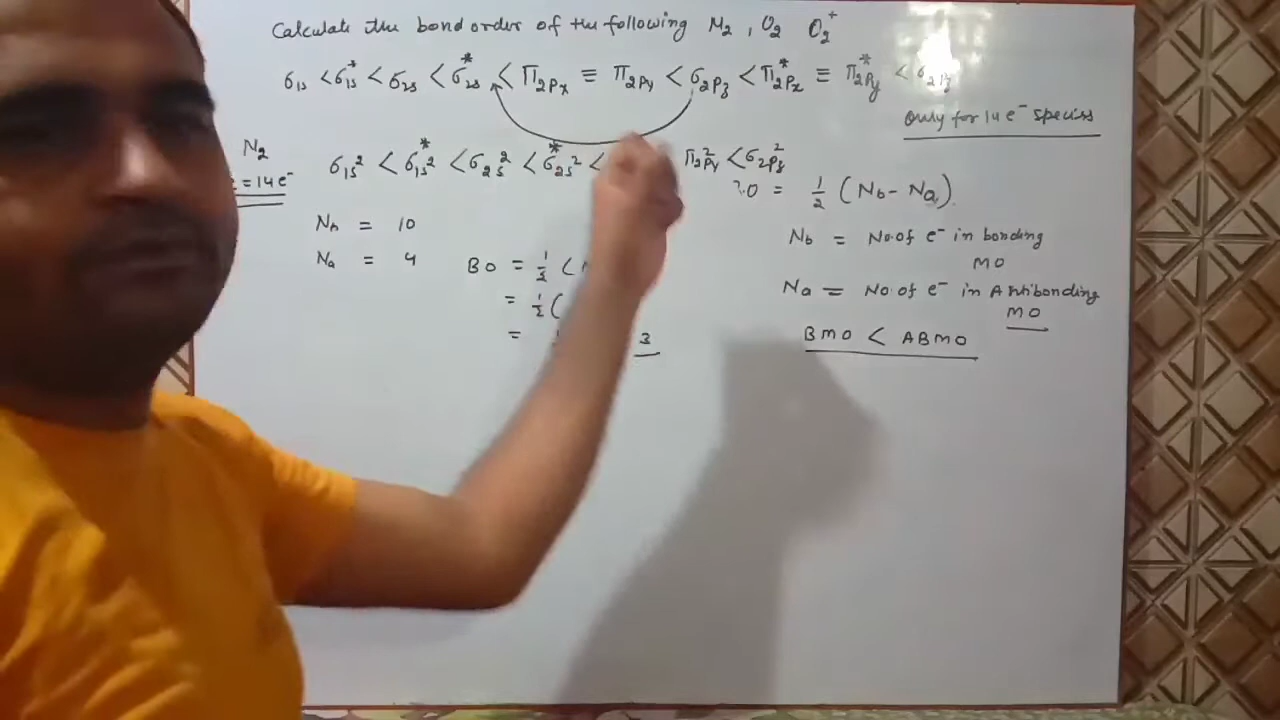 Calculate the bond order of the following N2 , O2 O2+
σ1s < σ*1s < σ2s < σ*2s < π2Px ≡ π2Py < σ2Pz < π*2Px ≡ π*2Py < σ2Pz
Only for 14 e⁻ speciss
N2
= 14e⁻
σ1s² < σ*1s² < σ2s² < σ*2s² < π2Py² < σ2Pz²
.O = 1/2 (Nb - Na)
Nb = 10
Na = 4
BO = 1/2 (
= 1/2 (
= 3
Nb = No.of e⁻ in bonding
MO
Na = No.of e⁻ in Antibonding
MO
BMO < ABMO